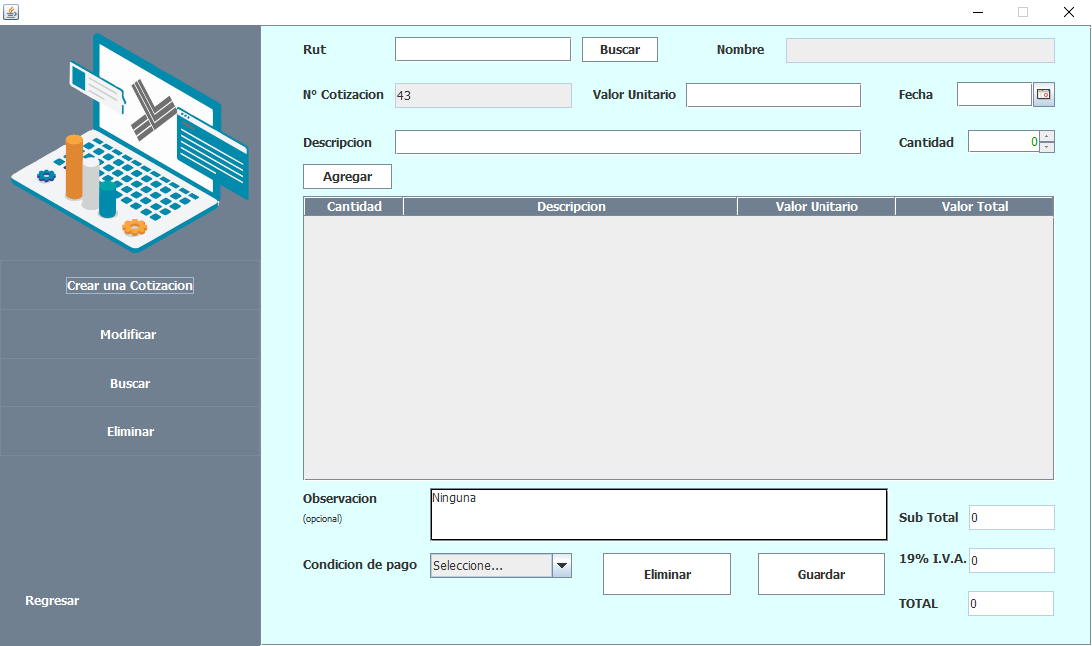 Rut
Buscar
Nombre
Nº Cotizacion
43
Valor Unitario
Fecha
Descripcion
Cantidad
0
Agregar
Cantidad
Descripcion
Valor Unitario
Valor Total
Crear una Cotizacion
Modificar
Buscar
Eliminar
Observacion
(opcional)
Ninguna
Sub Total
0
Condicion de pago
Seleccione...
Eliminar
Guardar
19% I.V.A.
0
TOTAL
0
Regresar